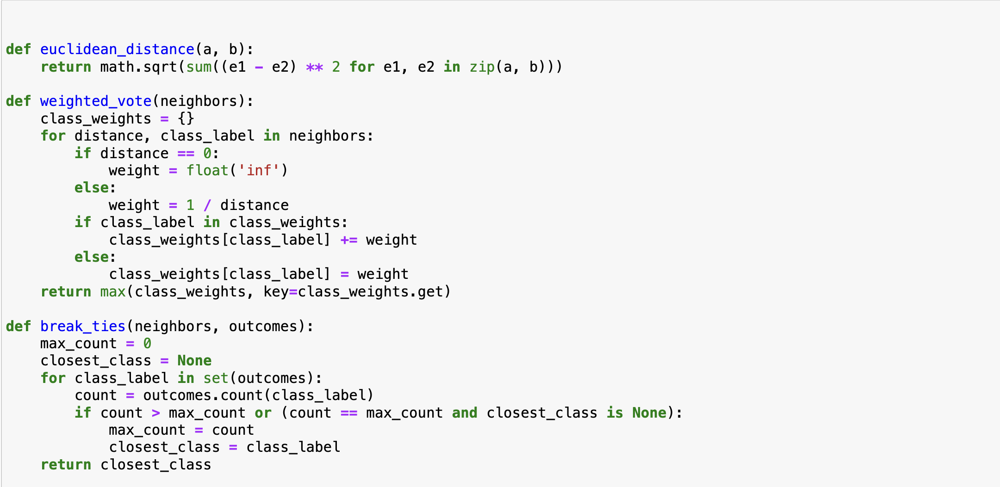 def euclidean_distance(a, b):
    return math.sqrt(sum((e1 - e2) ** 2 for e1, e2 in zip(a, b)))

def weighted_vote(neighbors):
    class_weights = {}
    for distance, class_label in neighbors:
        if distance == 0:
            weight = float('inf')
        else:
            weight = 1 / distance
        if class_label in class_weights:
            class_weights[class_label] += weight
        else:
            class_weights[class_label] = weight
    return max(class_weights, key=class_weights.get)

def break_ties(neighbors, outcomes):
    max_count = 0
    closest_class = None
    for class_label in set(outcomes):
        count = outcomes.count(class_label)
        if count > max_count or (count == max_count and closest_class is None):
            max_count = count
            closest_class = class_label
    return closest_class